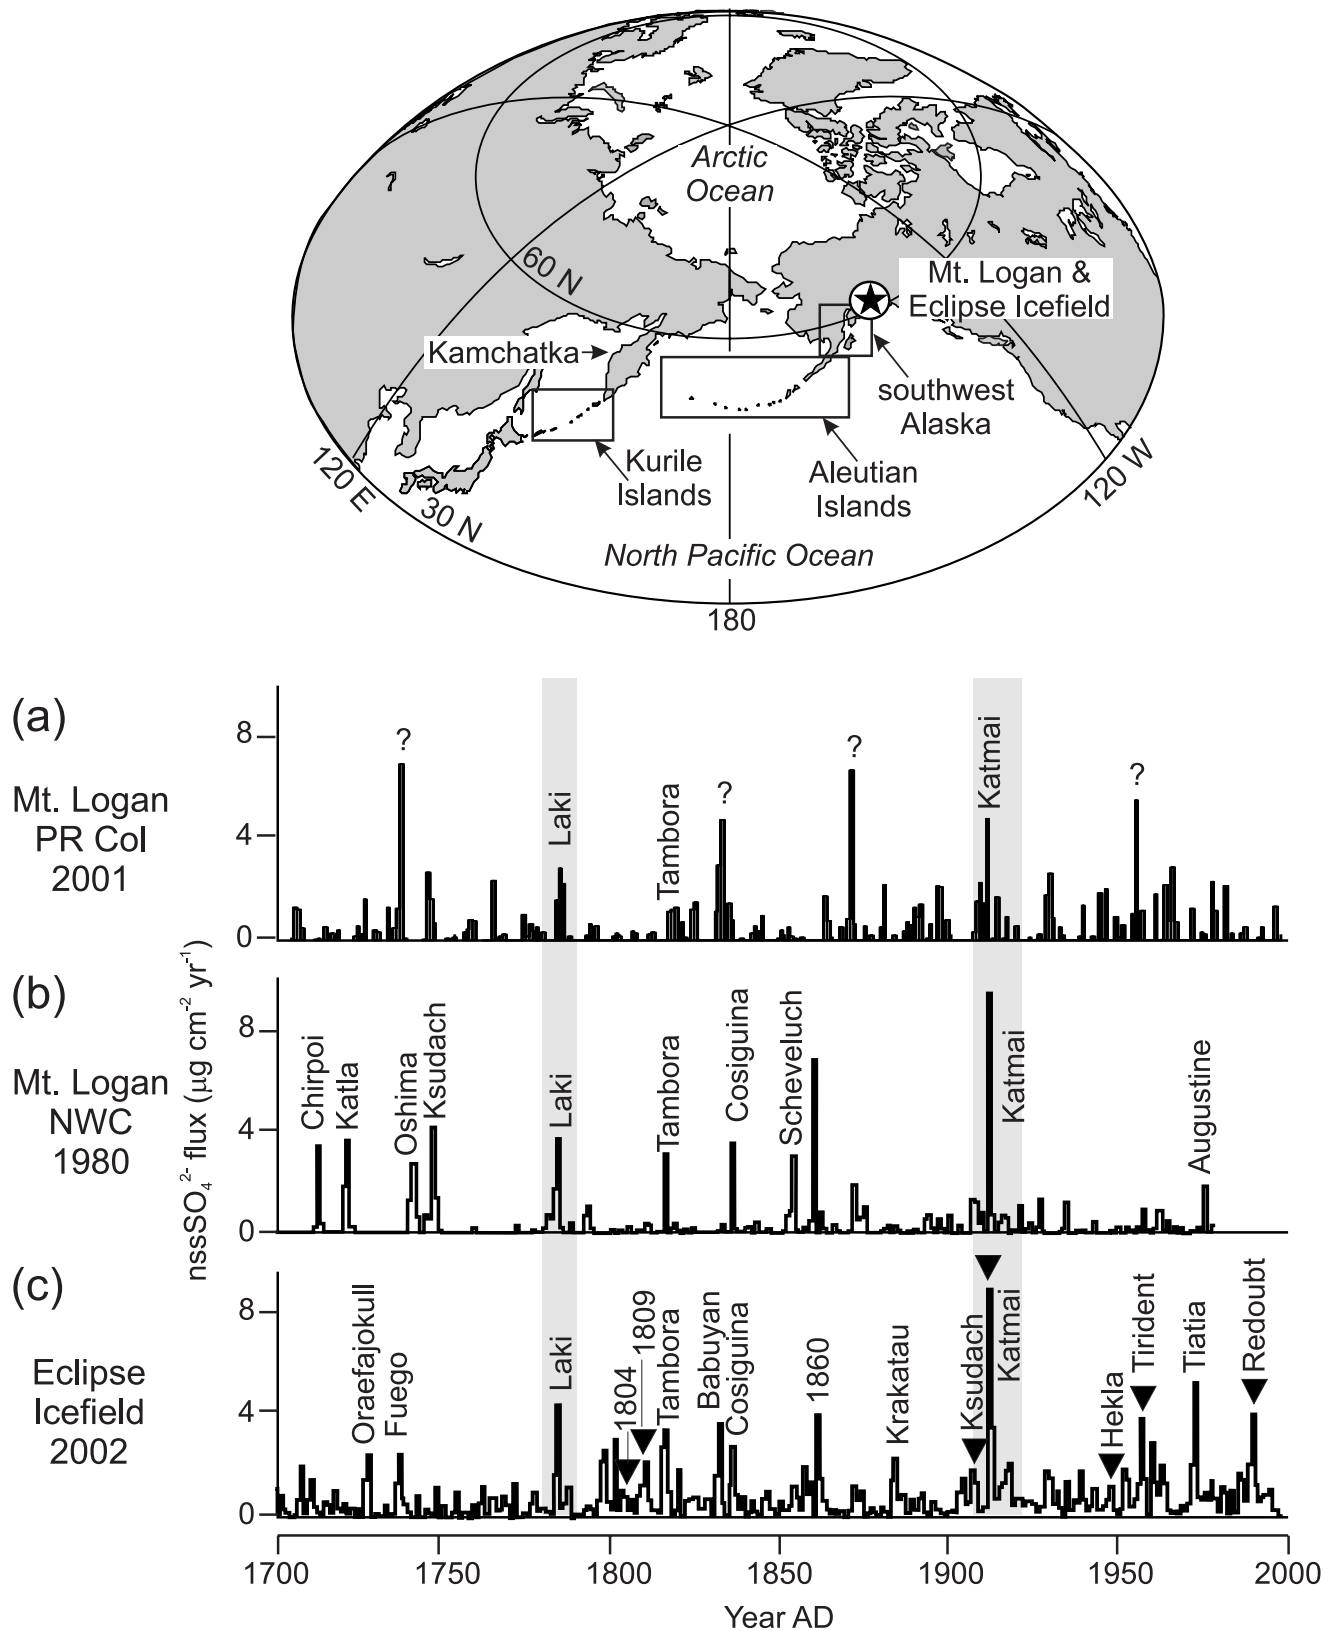 Arctic
Ocean
60 N
Mt. Logan &
Eclipse Icefield
Kamchatka
southwest
Alaska
Kurile
Islands
Aleutian
Islands
120 E
30 N
120 W
North Pacific Ocean
180
(a)
Mt. Logan
PR Col
2001
8
4
0
?
Laki
Tambora
?
?
Katmai
?
nssSO₄²⁻ flux (μg cm⁻² yr⁻¹)
(b)
Mt. Logan
NWC
1980
8
4
0
Chirpoi
Katla
Oshima
Ksudach
Laki
Tambora
Cosiguina
Scheveluch
Katmai
Augustine
(c)
Eclipse
Icefield
2002
8
4
0
Oraefajokull
Fuego
Laki
1804
1809
Tambora
Babuyan
Cosiguina
1860
Krakatau
Ksudach
Katmai
Hekla
Tirident
Tiatia
Redoubt
1700
1750
1800
1850
1900
1950
2000
Year AD